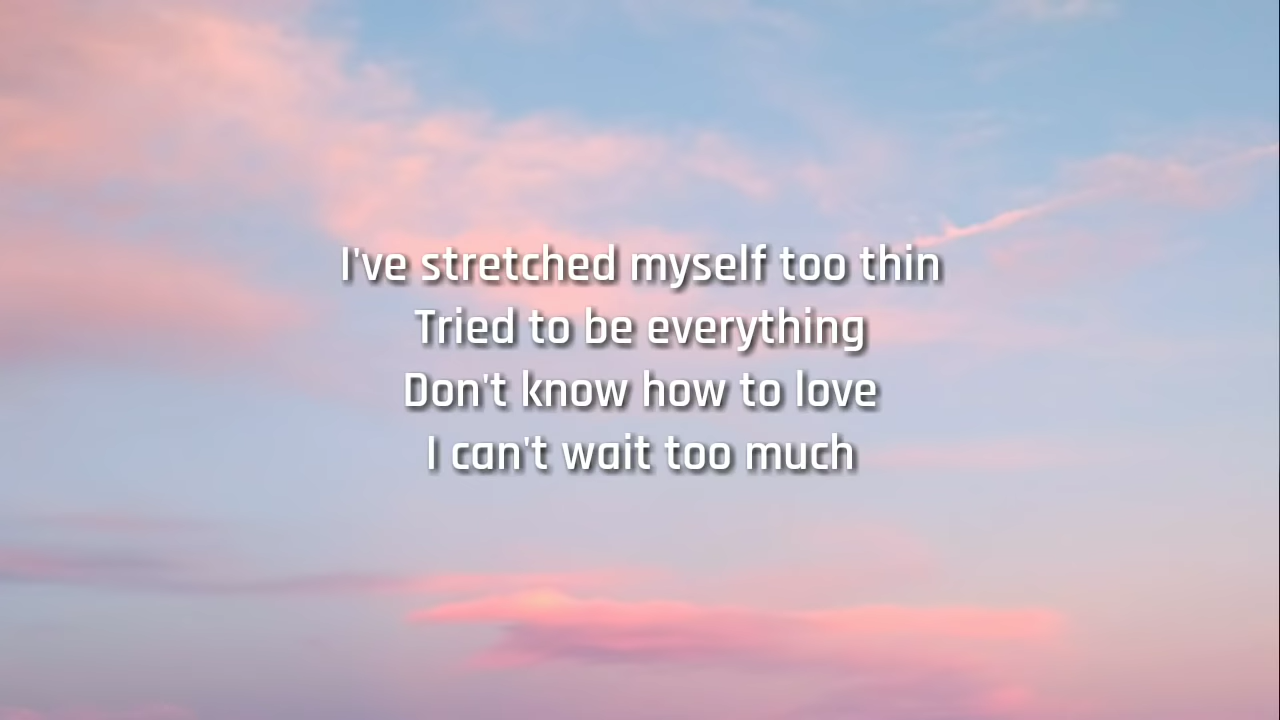 I've stretched myself too thin
Tried to be everything
Don't know how to love
I can't wait too much